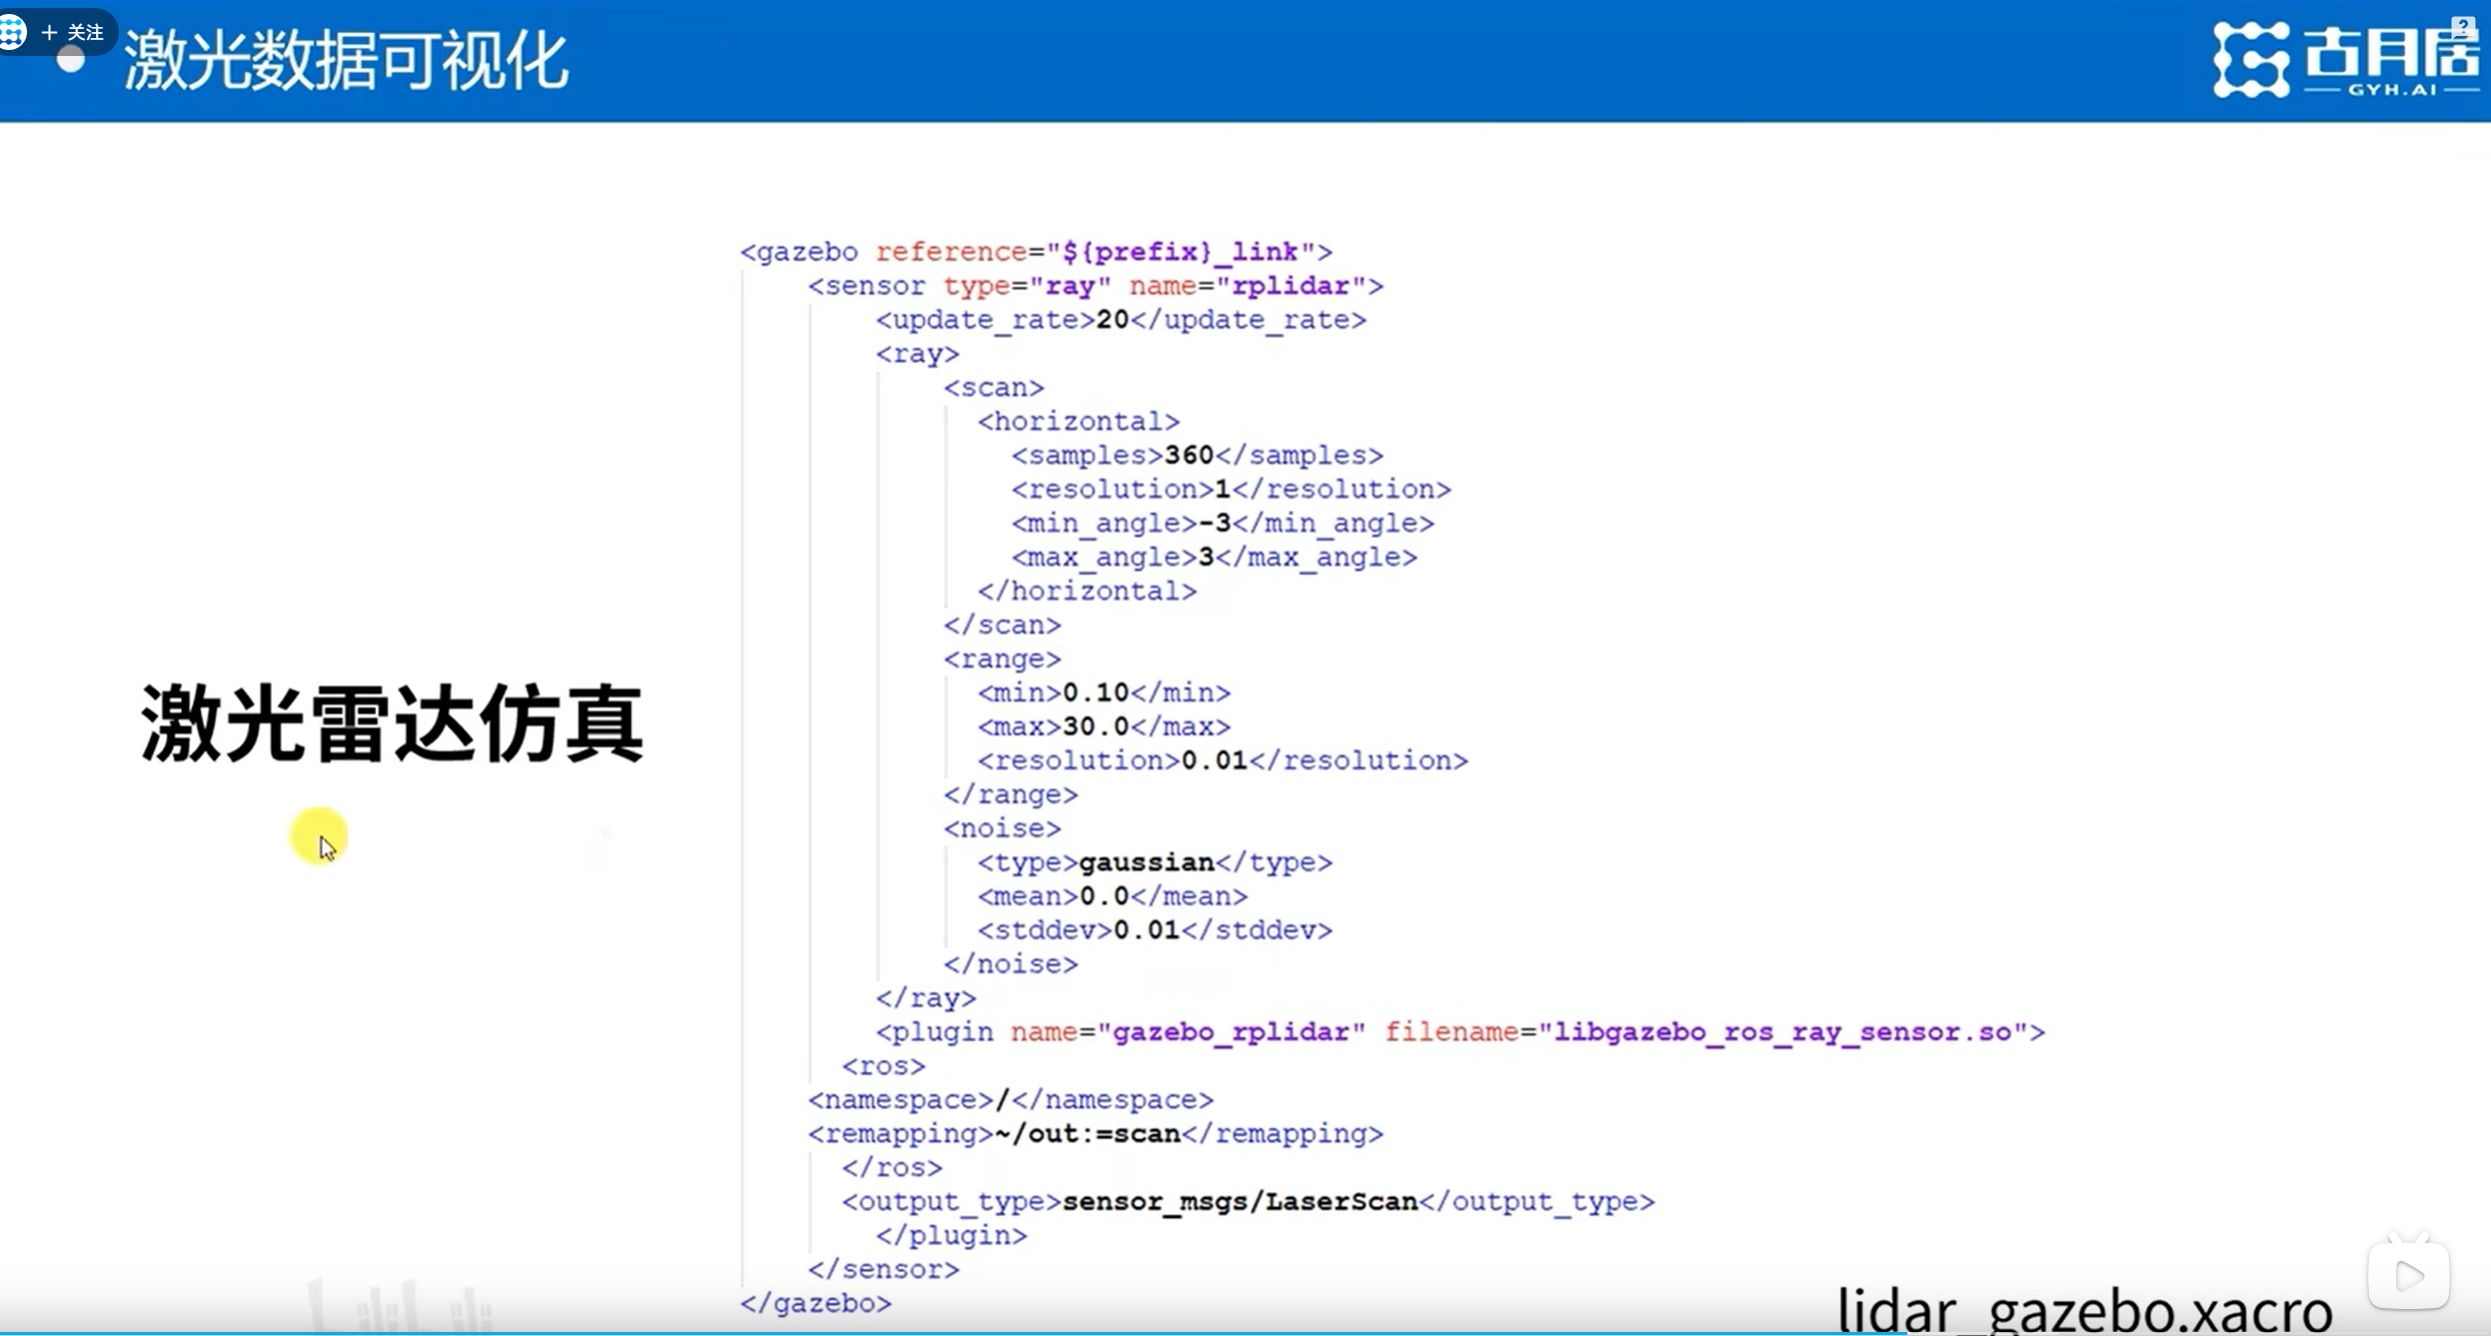 + 关注
激光数据可视化
古月居
GYH.AI
激光雷达仿真
<gazebo reference="${prefix}_link">
<sensor type="ray" name="rplidar">
<update_rate>20</update_rate>
<ray>
<scan>
<horizontal>
<samples>360</samples>
<resolution>1</resolution>
<min_angle>-3</min_angle>
<max_angle>3</max_angle>
</horizontal>
</scan>
<range>
<min>0.10</min>
<max>30.0</max>
<resolution>0.01</resolution>
</range>
<noise>
<type>gaussian</type>
<mean>0.0</mean>
<stddev>0.01</stddev>
</noise>
</ray>
<plugin name="gazebo_rplidar" filename="libgazebo_ros_ray_sensor.so">
<ros>
<namespace>/</namespace>
<remapping>~/out:=scan</remapping>
</ros>
<output_type>sensor_msgs/LaserScan</output_type>
</plugin>
</sensor>
</gazebo>
lidar_gazebo.xacro